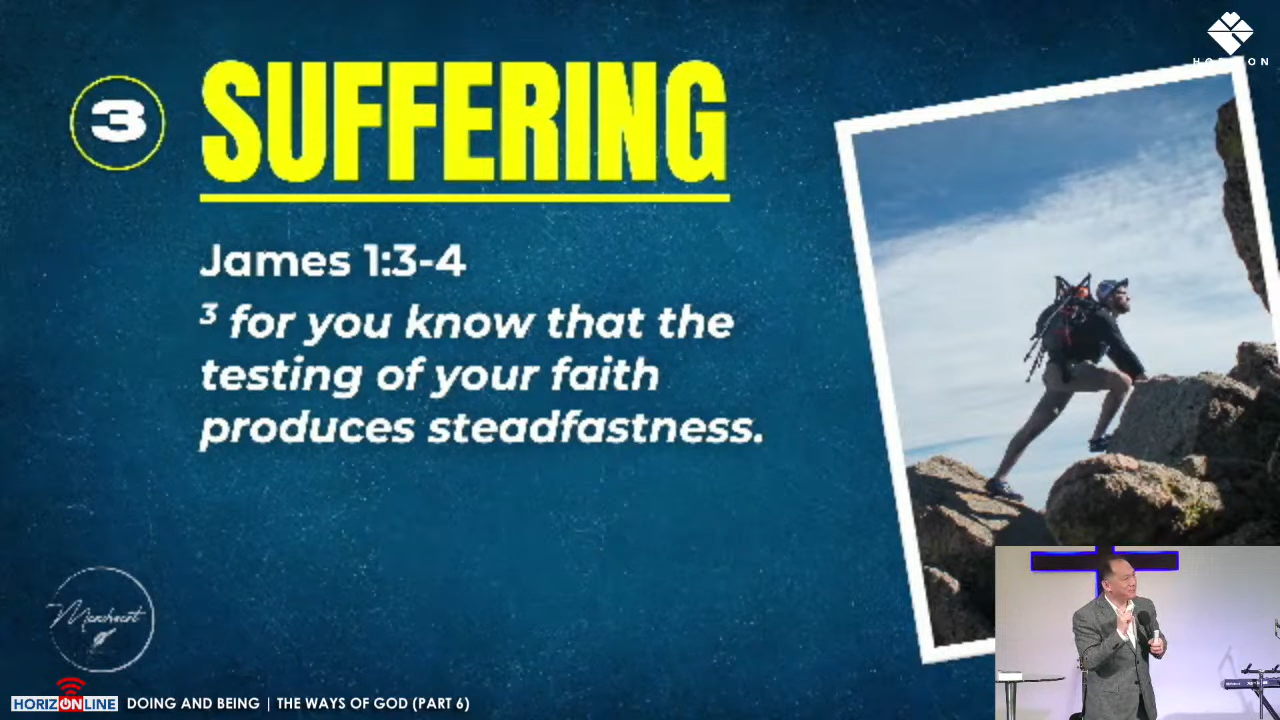 HORIZON
3
SUFFERING
James 1:3-4
3 for you know that the
testing of your faith
produces steadfastness.
HORIZONLINE DOING AND BEING | THE WAYS OF GOD (PART 6)